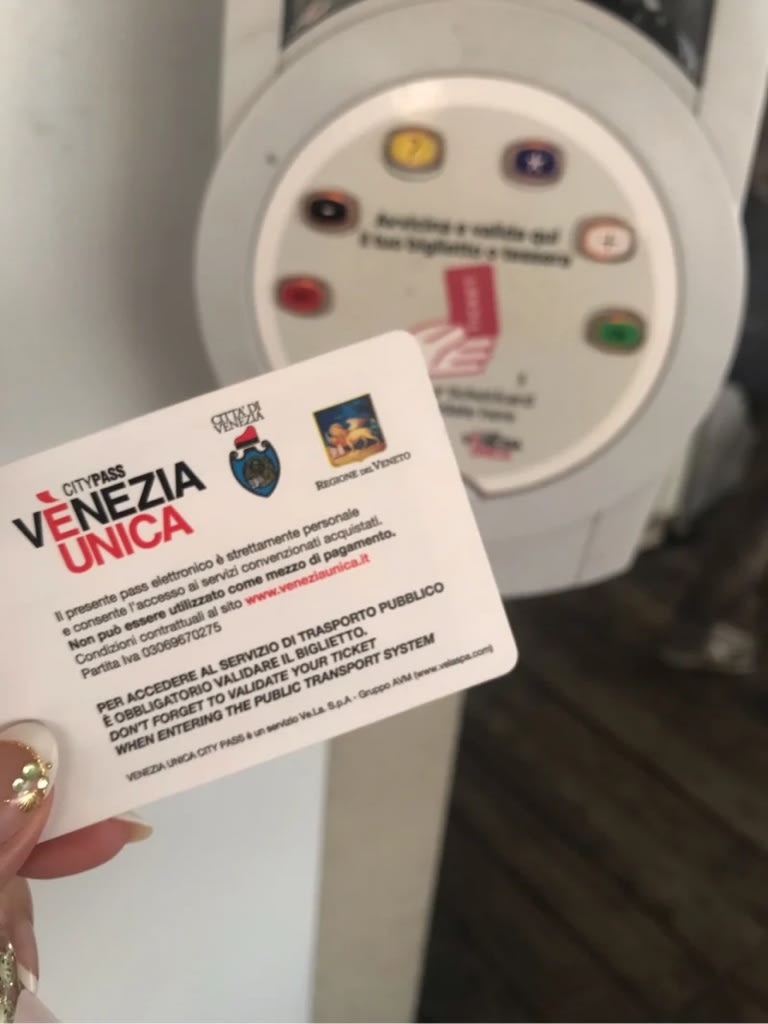 Avvicina e valida qui
il tuo biglietto o tessera
TICKET
CITYPASS
VÈNEZIA
UNICA
CITTA' DI
VENEZIA
REGIONE DEL VENETO
Il presente pass elettronico è strettamente personale
e consente l'accesso ai servizi convenzionati acquistati.
Non può essere utilizzato come mezzo di pagamento.
Condizioni contrattuali al sito www.veneziaunica.it
Partita Iva 03069670275
PER ACCEDERE AL SERVIZIO DI TRASPORTO PUBBLICO
È OBBLIGATORIO VALIDARE IL BIGLIETTO.
DON'T FORGET TO VALIDATE YOUR TICKET
WHEN ENTERING THE PUBLIC TRANSPORT SYSTEM
VENEZIA UNICA CITY PASS è un servizio Ve.La. S.p.A - Gruppo AVM (www.velaspa.com)